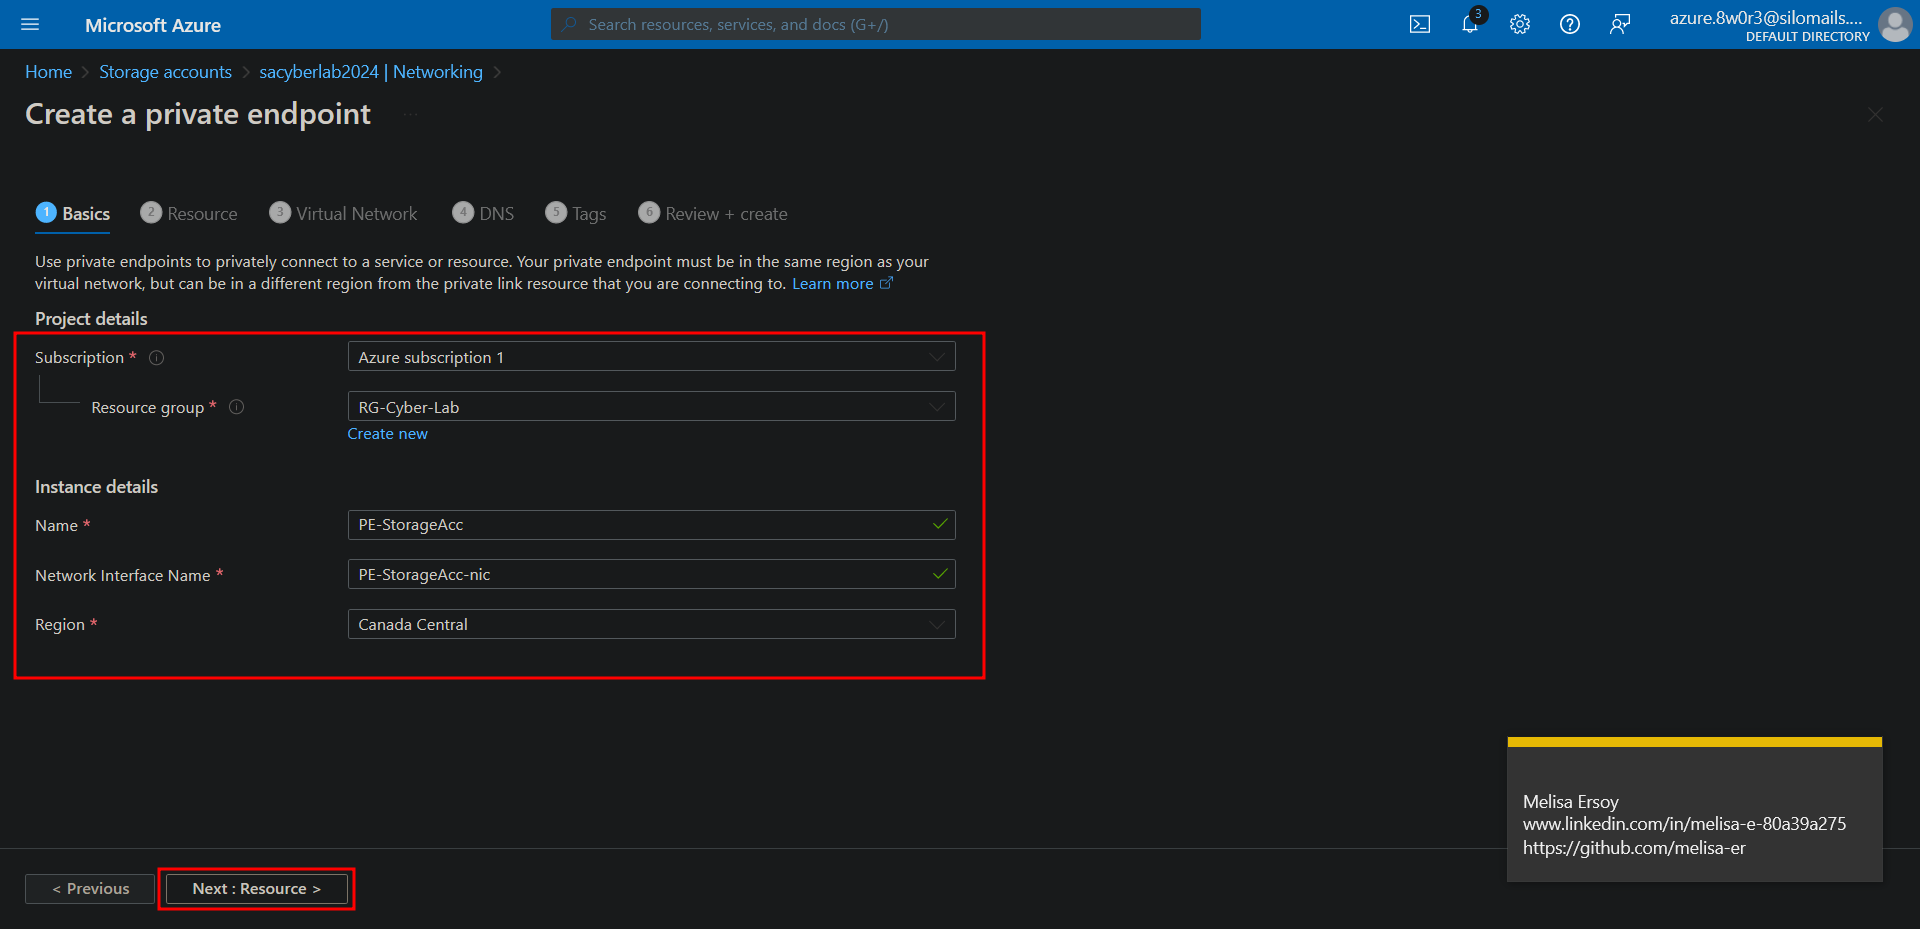 Microsoft Azure
Search resources, services, and docs (G+/)
3
azure.8w0r3@silomails....
DEFAULT DIRECTORY
Home > Storage accounts > sacyberlab2024 | Networking >
Create a private endpoint ...
1 Basics
2 Resource
3 Virtual Network
4 DNS
5 Tags
6 Review + create
Use private endpoints to privately connect to a service or resource. Your private endpoint must be in the same region as your
virtual network, but can be in a different region from the private link resource that you are connecting to. Learn more
Project details
Subscription * Azure subscription 1
Resource group * RG-Cyber-Lab
Create new
Instance details
Name * PE-StorageAcc
Network Interface Name * PE-StorageAcc-nic
Region * Canada Central
Melisa Ersoy
www.linkedin.com/in/melisa-e-80a39a275
https://github.com/melisa-er
< Previous
Next : Resource >